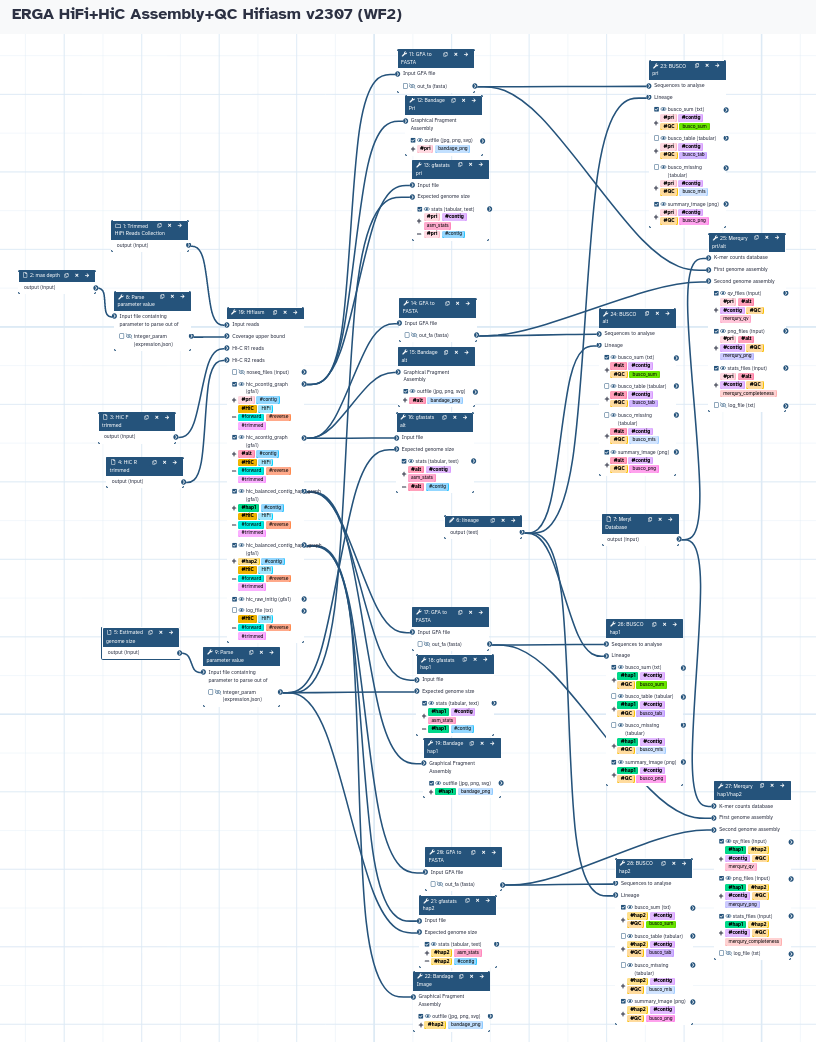 ERGA HiFi+HiC Assembly+QC Hifiasm v2307 (WF2)
1: Trimmed
HiFi Reads Collection
output (input)
2: max depth
output (input)
8: Parse
parameter value
Input file containing
parameter to parse out of
integer_param
(expression.json)
3: HiC F
trimmed
output (input)
4: HiC R
trimmed
output (input)
5: Estimated
genome size
output (input)
9: Parse
parameter value
Input file containing
parameter to parse out of
integer_param
(expression.json)
10: Hifiasm
Input reads
Coverage upper bound
Hi-C R1 reads
Hi-C R2 reads
noseq_files (input)
hic_pcontig_graph
(gfa1)
#pri #contig
#HiC HiFi
#forward #reverse
#trimmed
hic_acontig_graph
(gfa1)
#alt #contig
#HiC HiFi
#forward #reverse
#trimmed
(gfa1)
#hap1 #contig
#HiC HiFi
#forward #reverse
#trimmed
(gfa1)
#hap2 #contig
#HiC HiFi
#forward #reverse
#trimmed
hic_raw_initig (gfa1)
log_file (txt)
#HiC HiFi
#forward #reverse
#trimmed
11: GFA to
FASTA
Input GFA file
out_fa (fasta)
12: Bandage
Pri
Graphical Fragment
Assembly
outfile (jpg, png, svg)
#pri bandage_png
13: gfastats
pri
Input file
Expected genome size
stats (tabular, text)
#pri #contig
asm_stats
#pri #contig
14: GFA to
FASTA
Input GFA file
out_fa (fasta)
15: Bandage
alt
Graphical Fragment
Assembly
outfile (jpg, png, svg)
#alt bandage_png
16: gfastats
alt
Input file
Expected genome size
stats (tabular, text)
#alt #contig
asm_stats
#alt #contig
6: lineage
output (text)
17: GFA to
FASTA
Input GFA file
out_fa (fasta)
18: gfastats
hap1
Input file
Expected genome size
stats (tabular, text)
#hap1 #contig
asm_stats
#hap1 #contig
19: Bandage
hap1
Graphical Fragment
Assembly
outfile (jpg, png, svg)
#hap1 bandage_png
20: GFA to
FASTA
Input GFA file
out_fa (fasta)
21: gfastats
hap2
Input file
Expected genome size
stats (tabular, text)
#hap2 asm_stats
#hap2 #contig
22: Bandage
Image
Graphical Fragment
Assembly
outfile (jpg, png, svg)
#hap2 bandage_png
23: BUSCO
pri
Sequences to analyse
Lineage
busco_sum (txt)
#pri #contig
#QC busco_sum
busco_table (tabular)
#pri #contig
#QC busco_tab
busco_missing
(tabular)
#pri #contig
#QC busco_mis
summary_image (png)
#pri #contig
#QC busco_png
25: Merqury
pri/alt
K-mer counts database
First genome assembly
Second genome assembly
qv_files (input)
#pri #alt
#contig #QC
merqury_qv
png_files (input)
#pri #alt
#contig #QC
merqury_png
stats_files (input)
#pri #alt
#contig #QC
merqury_completeness
log_file (txt)
24: BUSCO
alt
Sequences to analyse
Lineage
busco_sum (txt)
#alt #contig
#QC busco_sum
busco_table (tabular)
#alt #contig
#QC busco_tab
busco_missing
(tabular)
#alt #contig
#QC busco_mis
summary_image (png)
#alt #contig
#QC busco_png
7: Meryl
Database
output (input)
26: BUSCO
hap1
Sequences to analyse
Lineage
busco_sum (txt)
#hap1 #contig
#QC busco_sum
busco_table (tabular)
#hap1 #contig
#QC busco_tab
busco_missing
(tabular)
#hap1 #contig
#QC busco_mis
summary_image (png)
#hap1 #contig
#QC busco_png
27: Merqury
hap1/hap2
K-mer counts database
First genome assembly
Second genome assembly
qv_files (input)
#hap1 #hap2
#contig #QC
merqury_qv
png_files (input)
#hap1 #hap2
#contig #QC
merqury_png
stats_files (input)
#hap1 #hap2
#contig #QC
merqury_completeness
log_file (txt)
28: BUSCO
hap2
Sequences to analyse
Lineage
busco_sum (txt)
#hap2 #contig
#QC busco_sum
busco_table (tabular)
#hap2 #contig
#QC busco_tab
busco_missing
(tabular)
#hap2 #contig
#QC busco_mis
summary_image (png)
#hap2 #contig
#QC busco_png